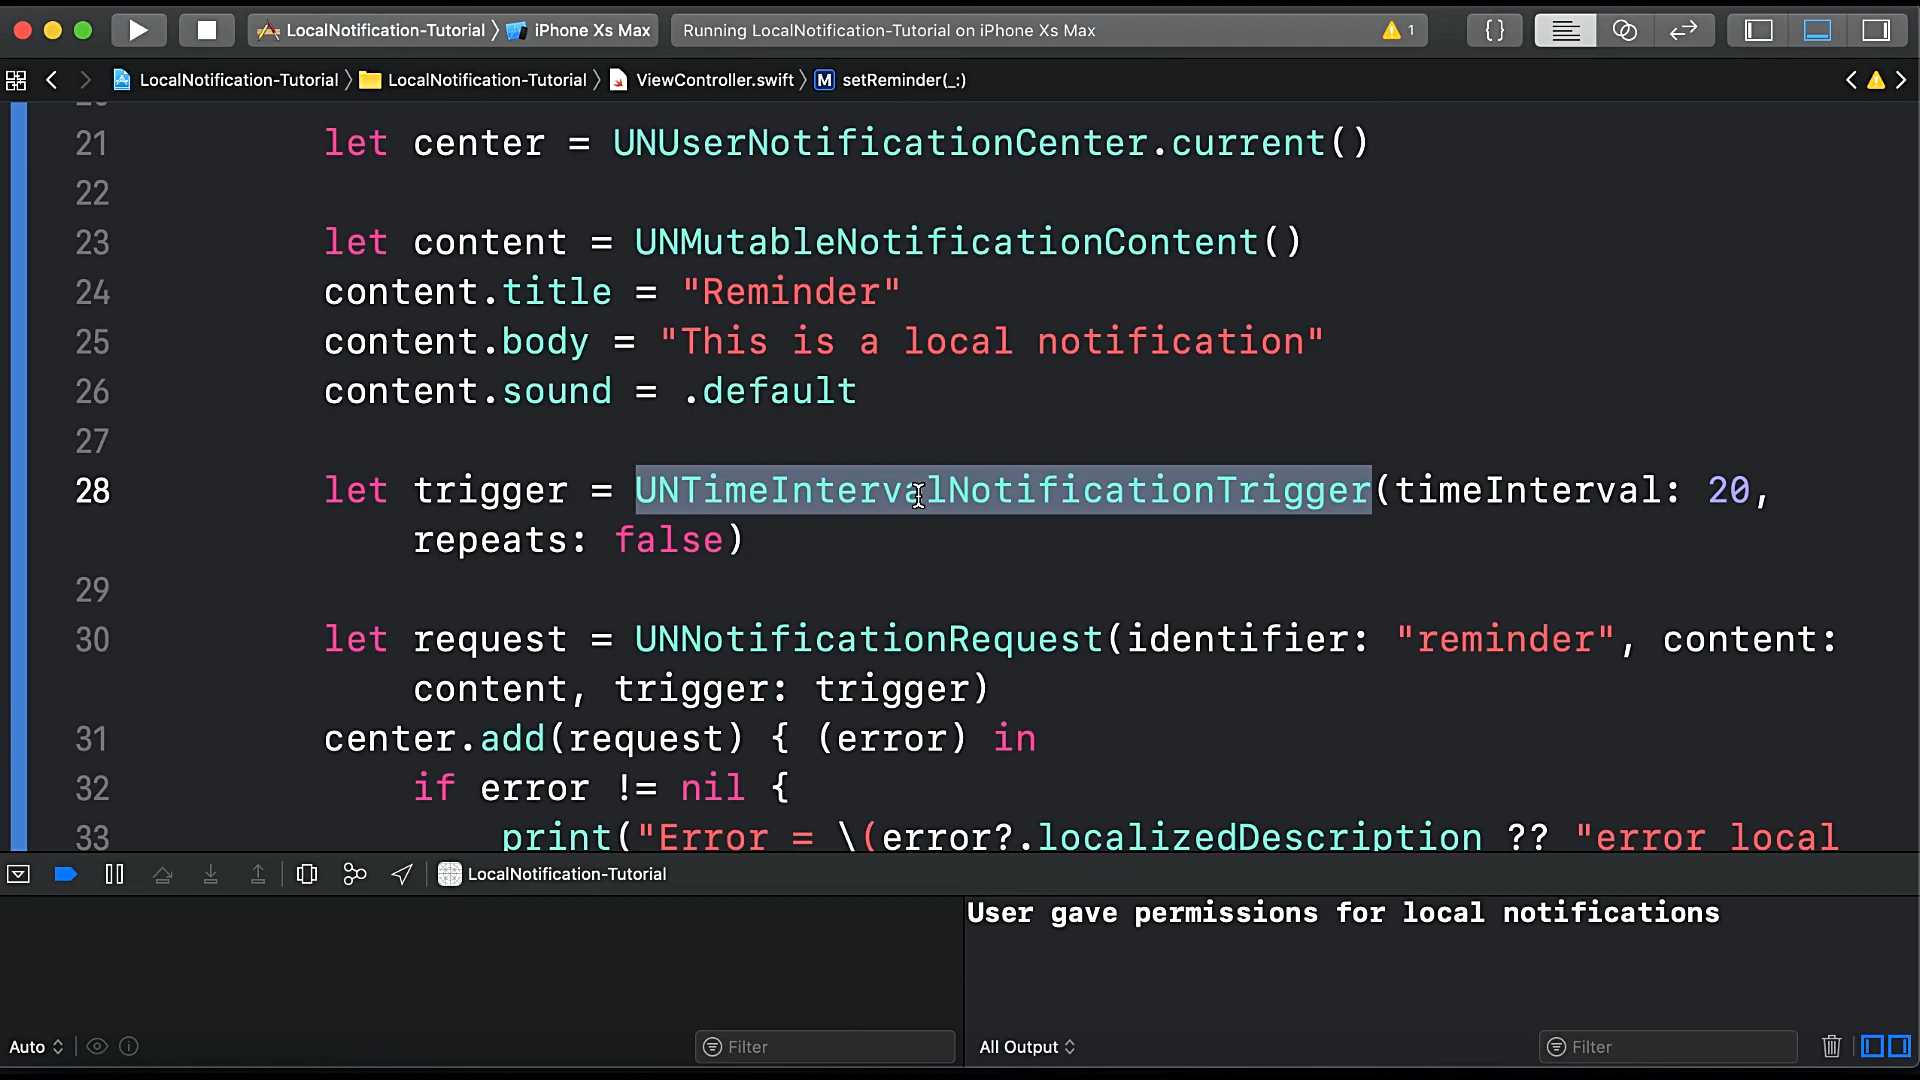 LocalNotification-Tutorial 〉 iPhone Xs Max
Running LocalNotification-Tutorial on iPhone Xs Max
1
LocalNotification-Tutorial 〉 LocalNotification-Tutorial 〉 ViewController.swift 〉 M setReminder(_:)
21 let center = UNUserNotificationCenter.current()
22
23 let content = UNMutableNotificationContent()
24 content.title = "Reminder"
25 content.body = "This is a local notification"
26 content.sound = .default
27
28 let trigger = UNTimeIntervalNotificationTrigger(timeInterval: 20,
repeats: false)
29
30 let request = UNNotificationRequest(identifier: "reminder", content:
content, trigger: trigger)
31 center.add(request) { (error) in
32 if error != nil {
33 print("Error = \(error?.localizedDescription ?? "error local
LocalNotification-Tutorial
User gave permissions for local notifications
Auto
Filter
All Output
Filter